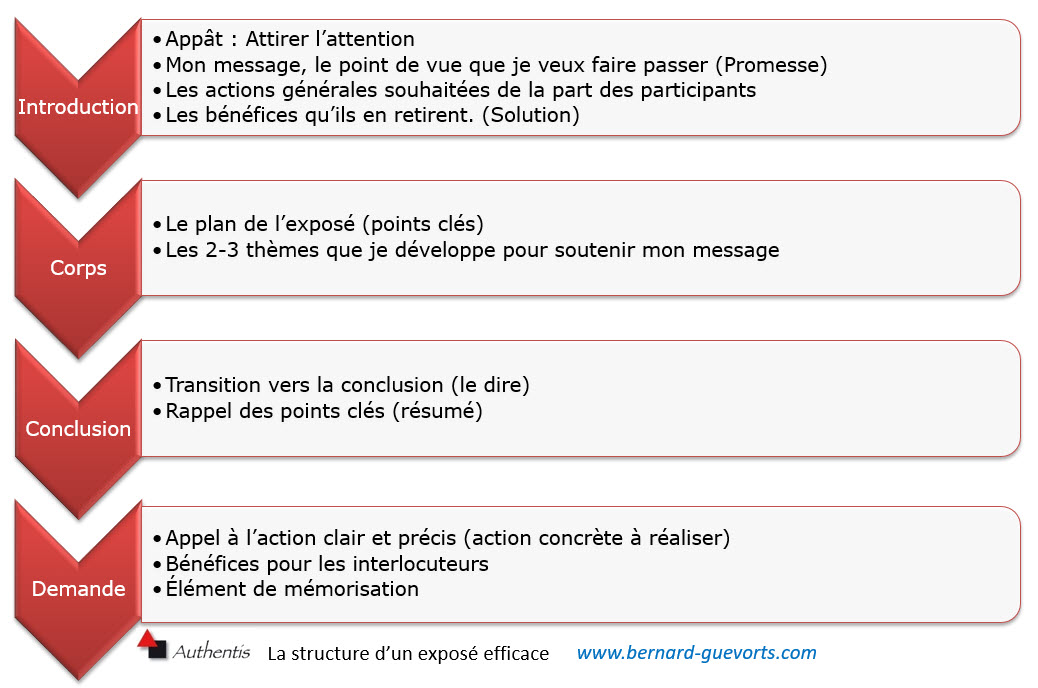 Introduction
•Appât : Attirer l’attention
•Mon message, le point de vue que je veux faire passer (Promesse)
•Les actions générales souhaitées de la part des participants
•Les bénéfices qu’ils en retirent. (Solution)
Corps
•Le plan de l’exposé (points clés)
•Les 2-3 thèmes que je développe pour soutenir mon message
Conclusion
•Transition vers la conclusion (le dire)
•Rappel des points clés (résumé)
Demande
•Appel à l’action clair et précis (action concrète à réaliser)
•Bénéfices pour les interlocuteurs
•Élément de mémorisation
Authentis La structure d’un exposé efficace www.bernard-guevorts.com